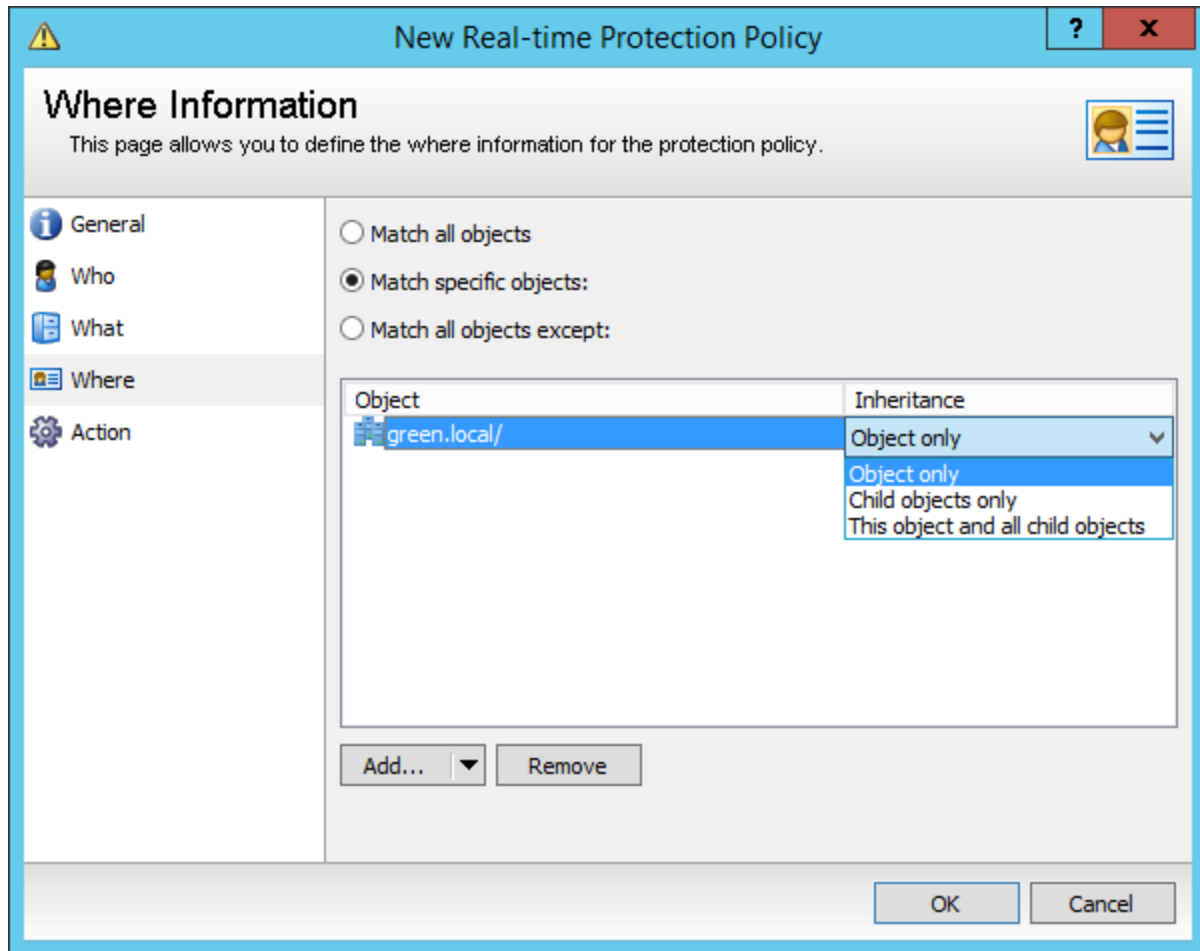 New Real-time Protection Policy
?
x
Where Information
This page allows you to define the where information for the protection policy.
General
Who
What
Where
Action
Match all objects
Match specific objects:
Match all objects except:
Object Inheritance
green.local/ Object only
Object only
Child objects only
This object and all child objects
Add... Remove
OK Cancel